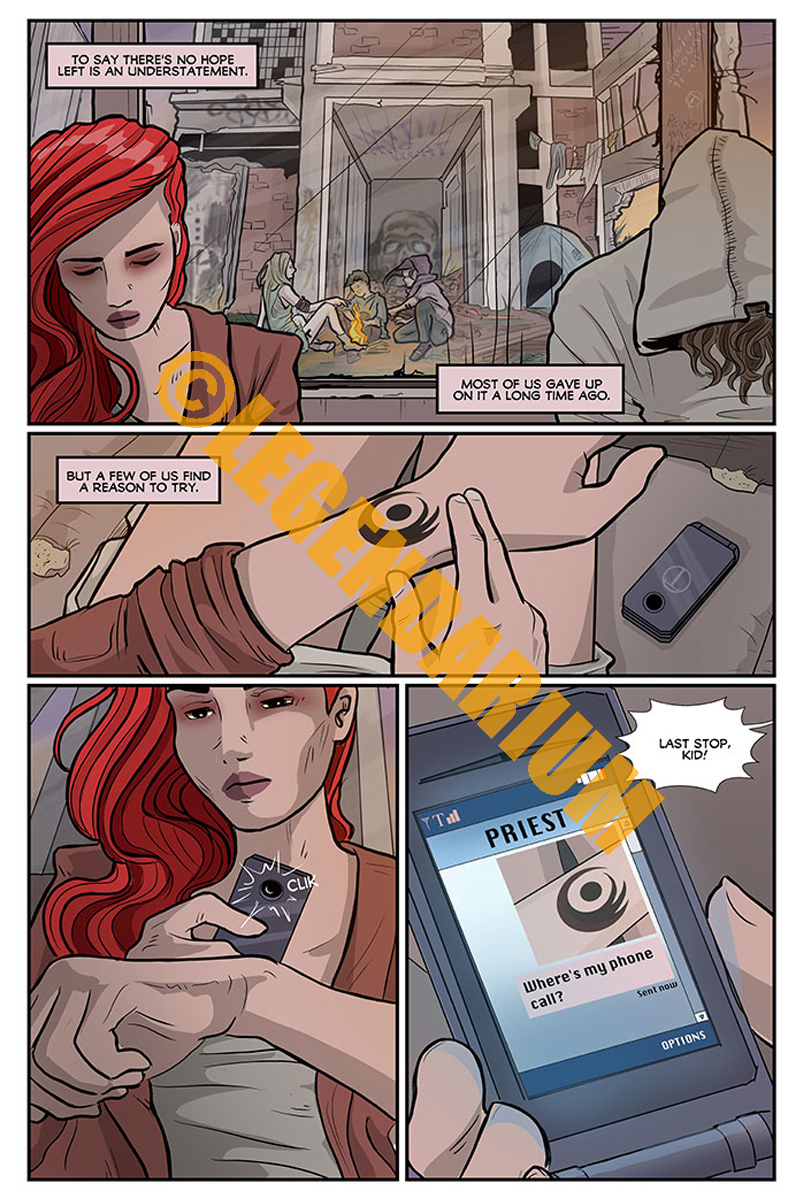 TO SAY THERE'S NO HOPE
LEFT IS AN UNDERSTATEMENT.
MOST OF US GAVE UP
ON IT A LONG TIME AGO.
BUT A FEW OF US FIND
A REASON TO TRY.
©LEGENDARIUM
CLIK
LAST STOP,
KID!
T
PRIEST
Where's my phone
call?
Sent now
OPTIONS